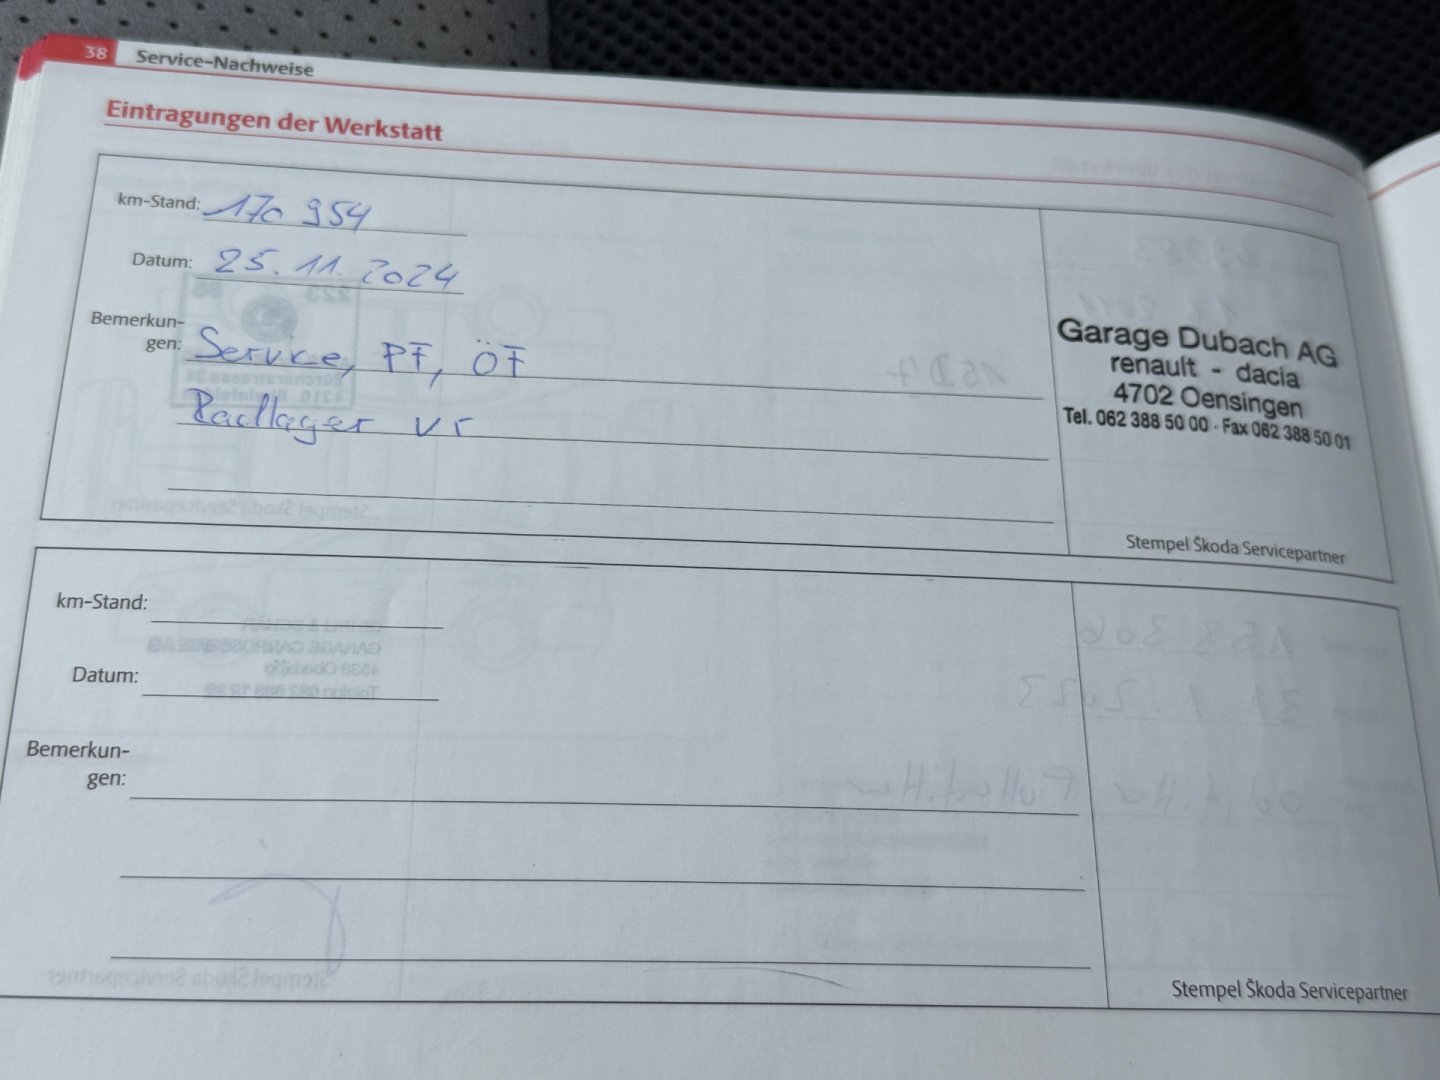 38 Service-Nachweise
Eintragungen der Werkstatt
km-Stand: 170 954
Datum: 25.11.2024
Bemerkun-
gen: Service, PF, ÖF
Radlager vr
Garage Dubach AG
renault - dacia
4702 Oensingen
Tel. 062 388 50 00 · Fax 062 388 50 01
Stempel Škoda Servicepartner
km-Stand:
Datum:
Bemerkun-
gen:
Stempel Škoda Servicepartner